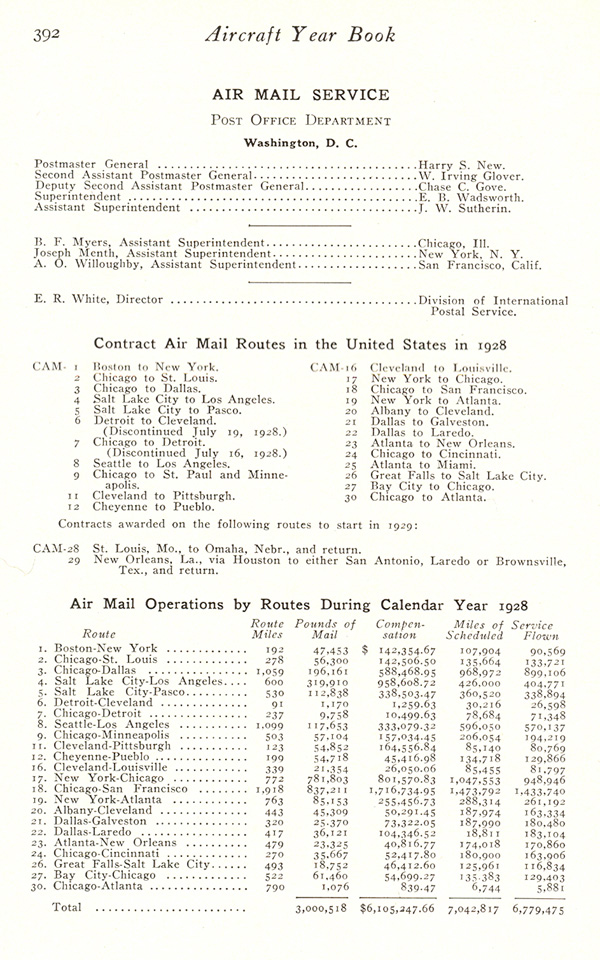 392 Aircraft Year Book
AIR MAIL SERVICE
POST OFFICE DEPARTMENT
Washington, D. C.
Postmaster General ........................................Harry S. New.
Second Assistant Postmaster General.........................W. Irving Glover.
Deputy Second Assistant Postmaster General.................Chase C. Gove.
Superintendent ............................................E. B. Wadsworth.
Assistant Superintendent ..................................J. W. Sutherin.
B. F. Myers, Assistant Superintendent.......................Chicago, Ill.
Joseph Menth, Assistant Superintendent......................New York, N. Y.
A. O. Willoughby, Assistant Superintendent..................San Francisco, Calif.
E. R. White, Director .....................................Division of International
Postal Service.
Contract Air Mail Routes in the United States in 1928
CAM- 1 Boston to New York.
2 Chicago to St. Louis.
3 Chicago to Dallas.
4 Salt Lake City to Los Angeles.
5 Salt Lake City to Pasco.
6 Detroit to Cleveland.
(Discontinued July 19, 1928.)
7 Chicago to Detroit.
(Discontinued July 16, 1928.)
8 Seattle to Los Angeles.
9 Chicago to St. Paul and Minne-
apolis.
11 Cleveland to Pittsburgh.
12 Cheyenne to Pueblo.
CAM-16 Cleveland to Louisville.
17 New York to Chicago.
18 Chicago to San Francisco.
19 New York to Atlanta.
20 Albany to Cleveland.
21 Dallas to Galveston.
22 Dallas to Laredo.
23 Atlanta to New Orleans.
24 Chicago to Cincinnati.
25 Atlanta to Miami.
26 Great Falls to Salt Lake City.
27 Bay City to Chicago.
30 Chicago to Atlanta.
Contracts awarded on the following routes to start in 1929:
CAM-28 St. Louis, Mo., to Omaha, Nebr., and return.
29 New Orleans, La., via Houston to either San Antonio, Laredo or Brownsville,
Tex., and return.
Air Mail Operations by Routes During Calendar Year 1928
Route Pounds of Compen- Miles of Service
Route Miles Mail sation Scheduled Flown
1. Boston-New York ............ 192 47,453 $ 142,354.67 107,904 90,569
2. Chicago-St. Louis ............ 278 56,300 142,506.50 135,664 133,721
3. Chicago-Dallas ............... 1,059 196,161 588,468.95 968,972 899,106
4. Salt Lake City-Los Angeles.... 600 319,910 958,608.72 426,000 404,771
5. Salt Lake City-Pasco.......... 530 112,838 338,503.47 360,520 338,894
6. Detroit-Cleveland ............ 91 1,170 1,259.63 30,216 26,598
7. Chicago-Detroit .............. 237 9,758 10,499.63 78,684 71,348
8. Seattle-Los Angeles .......... 1,099 117,653 333,079.32 596,050 570,137
9. Chicago-Minneapolis .......... 503 57,104 157,034.45 206,054 194,219
11. Cleveland-Pittsburgh ......... 123 54,852 164,556.84 85,140 80,769
12. Cheyenne-Pueblo .............. 199 54,718 45,416.98 134,718 129,866
16. Cleveland-Louisville ......... 339 21,354 26,050.06 85,455 81,797
17. New York-Chicago ............. 772 781,803 801,570.83 1,047,553 948,946
18. Chicago-San Francisco ........ 1,918 837,211 1,716,734.95 1,473,792 1,433,740
19. New York-Atlanta ............. 763 85,153 255,456.73 288,314 261,192
20. Albany-Cleveland ............. 443 45,309 50,291.45 187,974 163,334
21. Dallas-Galveston ............. 320 25,370 73,322.05 187,990 180,480
22. Dallas-Laredo ................ 417 36,121 104,346.52 18,811 183,104
23. Atlanta-New Orleans .......... 479 23,325 40,816.77 174,018 170,860
24. Chicago-Cincinnati ........... 270 35,667 52,417.80 180,900 163,906
26. Great Falls-Salt Lake City..... 493 18,752 46,412.60 125,961 116,834
27. Bay City-Chicago ............. 522 61,460 54,699.27 135,383 129,403
30. Chicago-Atlanta .............. 790 1,076 839.47 6,744 5,881
Total ....................... 3,000,518 $6,105,247.66 7,042,817 6,779,475